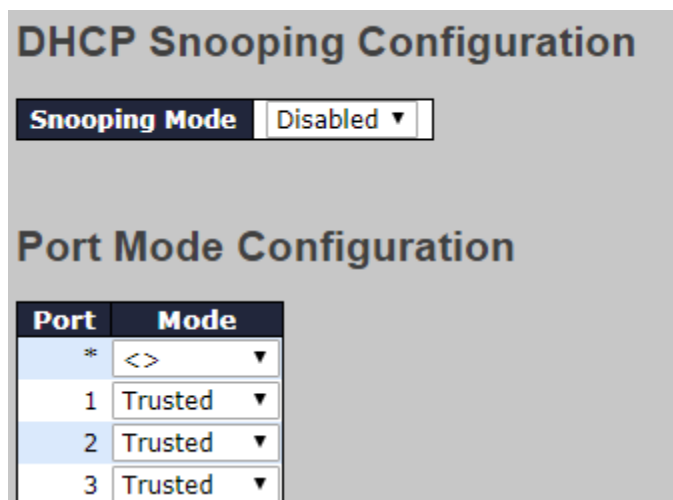 DHCP Snooping Configuration
Snooping Mode Disabled
Port Mode Configuration
Port Mode
* <>
1 Trusted
2 Trusted
3 Trusted